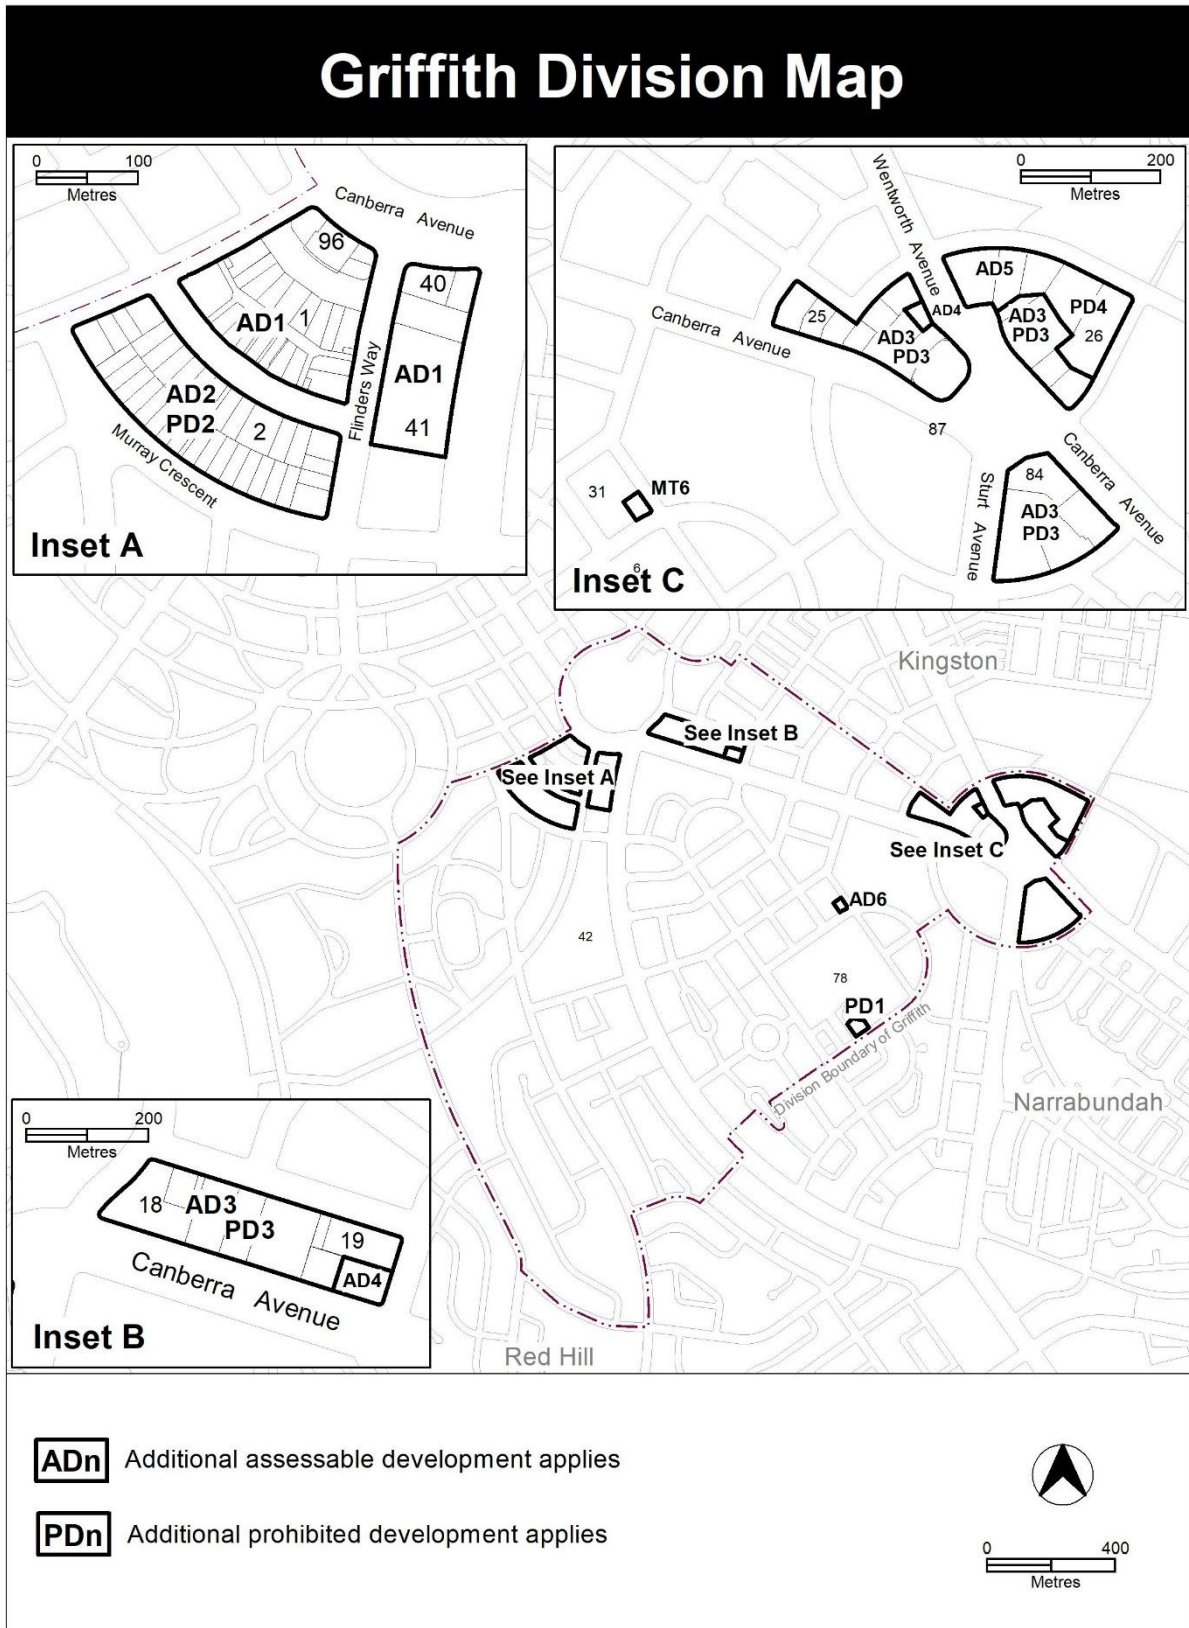 Griffith Division Map
0 100
Metres
Canberra Avenue
96
40
AD1 1
AD1
41
Flinders Way
AD2
PD2
2
Murray Crescent
Inset A
0 200
Metres
Wentworth Avenue
AD5
AD4
AD3
PD3
PD4
26
25
AD3
PD3
Canberra Avenue
87
84
AD3
PD3
Canberra Avenue
Sturt Avenue
31
MT6
6
Inset C
Kingston
See Inset B
See Inset A
See Inset C
AD6
42
78
PD1
Division Boundary of Griffith
Narrabundah
Red Hill
0 200
Metres
18
AD3
PD3
19
AD4
Canberra Avenue
Inset B
ADn Additional assessable development applies
PDn Additional prohibited development applies
0 400
Metres